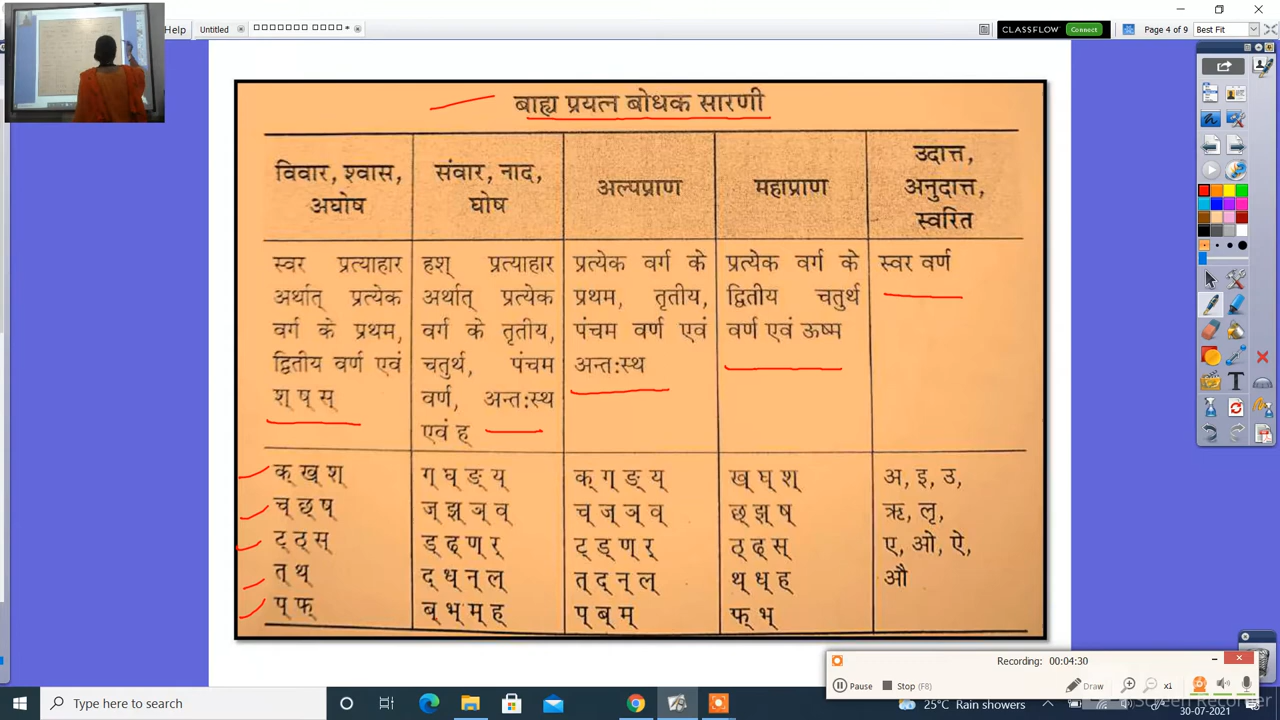 Help
Untitled
CLASSFLOW
Connect
Page 4 of 9
Best Fit
बाह्य प्रयत्न बोधक सारणी
विवार, श्वास,
अघोष
संवार, नाद,
घोष
अल्पप्राण
महाप्राण
उदात्त,
अनुदात्त,
स्वरित
स्वर प्रत्याहार
अर्थात् प्रत्येक
वर्ग के प्रथम,
द्वितीय वर्ण एवं
श् ष् स्
हश् प्रत्याहार
अर्थात् प्रत्येक
वर्ग के तृतीय,
चतुर्थ, पंचम
वर्ण, अन्त:स्थ
एवं ह्
प्रत्येक वर्ग के
प्रथम, तृतीय,
पंचम वर्ण एवं
अन्त:स्थ
प्रत्येक वर्ग के
द्वितीय चतुर्थ
वर्ण एवं ऊष्म
स्वर वर्ण
क् ख् श्
च् छ् ष्
ट् ठ् स्
त् थ्
प् फ्
ग् घ् ङ् य्
ज् झ् ञ् व्
ड् ढ् ण् र्
द् ध् न् ल्
ब् भ् म् ह्
क् ग् ङ् य्
च् ज् ञ् व्
ट् ड् ण् र्
त् द् न् ल्
प् ब् म्
ख् घ् श्
छ् झ् ष्
ठ् ढ् स्
थ् ध् ह्
फ् भ्
अ, इ, उ,
ऋ, लृ,
ए, ओ, ऐ,
औ
Recording: 00:04:30
Pause
Stop (F8)
Draw
x1
Screen Recorder
Type here to search
25°C Rain showers
30-07-2021